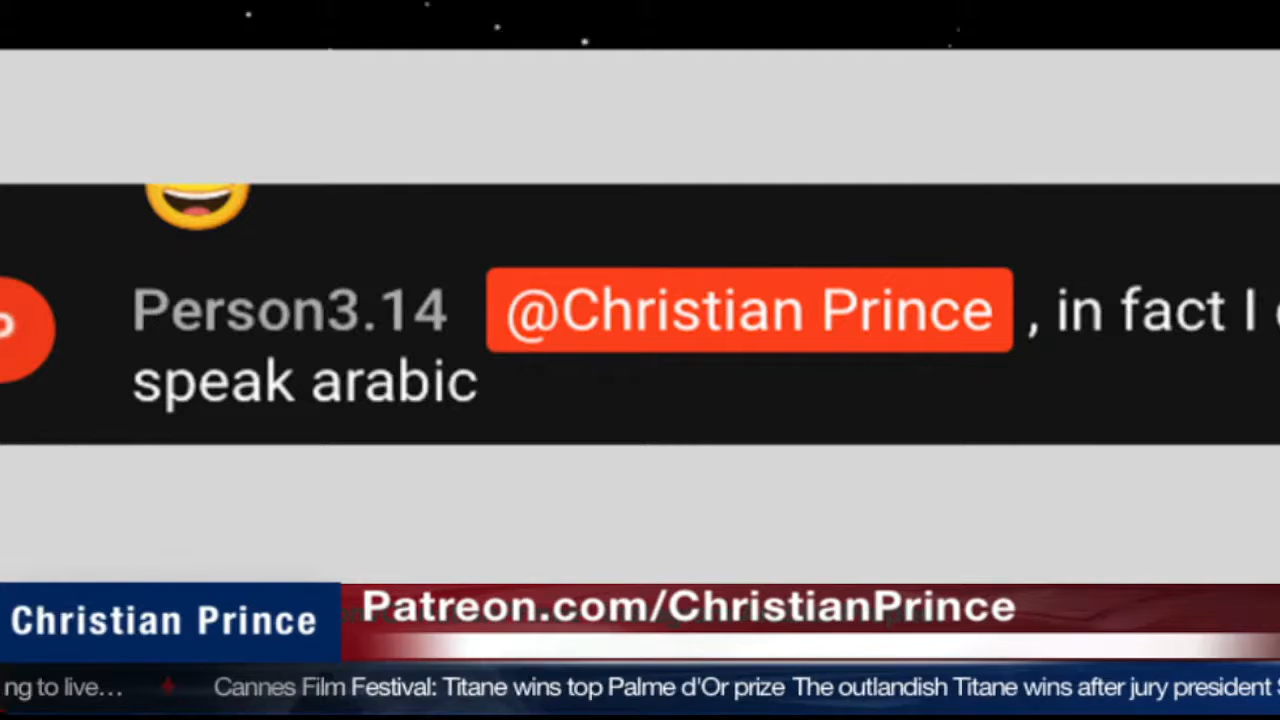 Person3.14 @Christian Prince , in fact I
speak arabic
Patreon.com/ChristianPrince
Christian Prince
ng to live… Cannes Film Festival: Titane wins top Palme d'Or prize The outlandish Titane wins after jury president